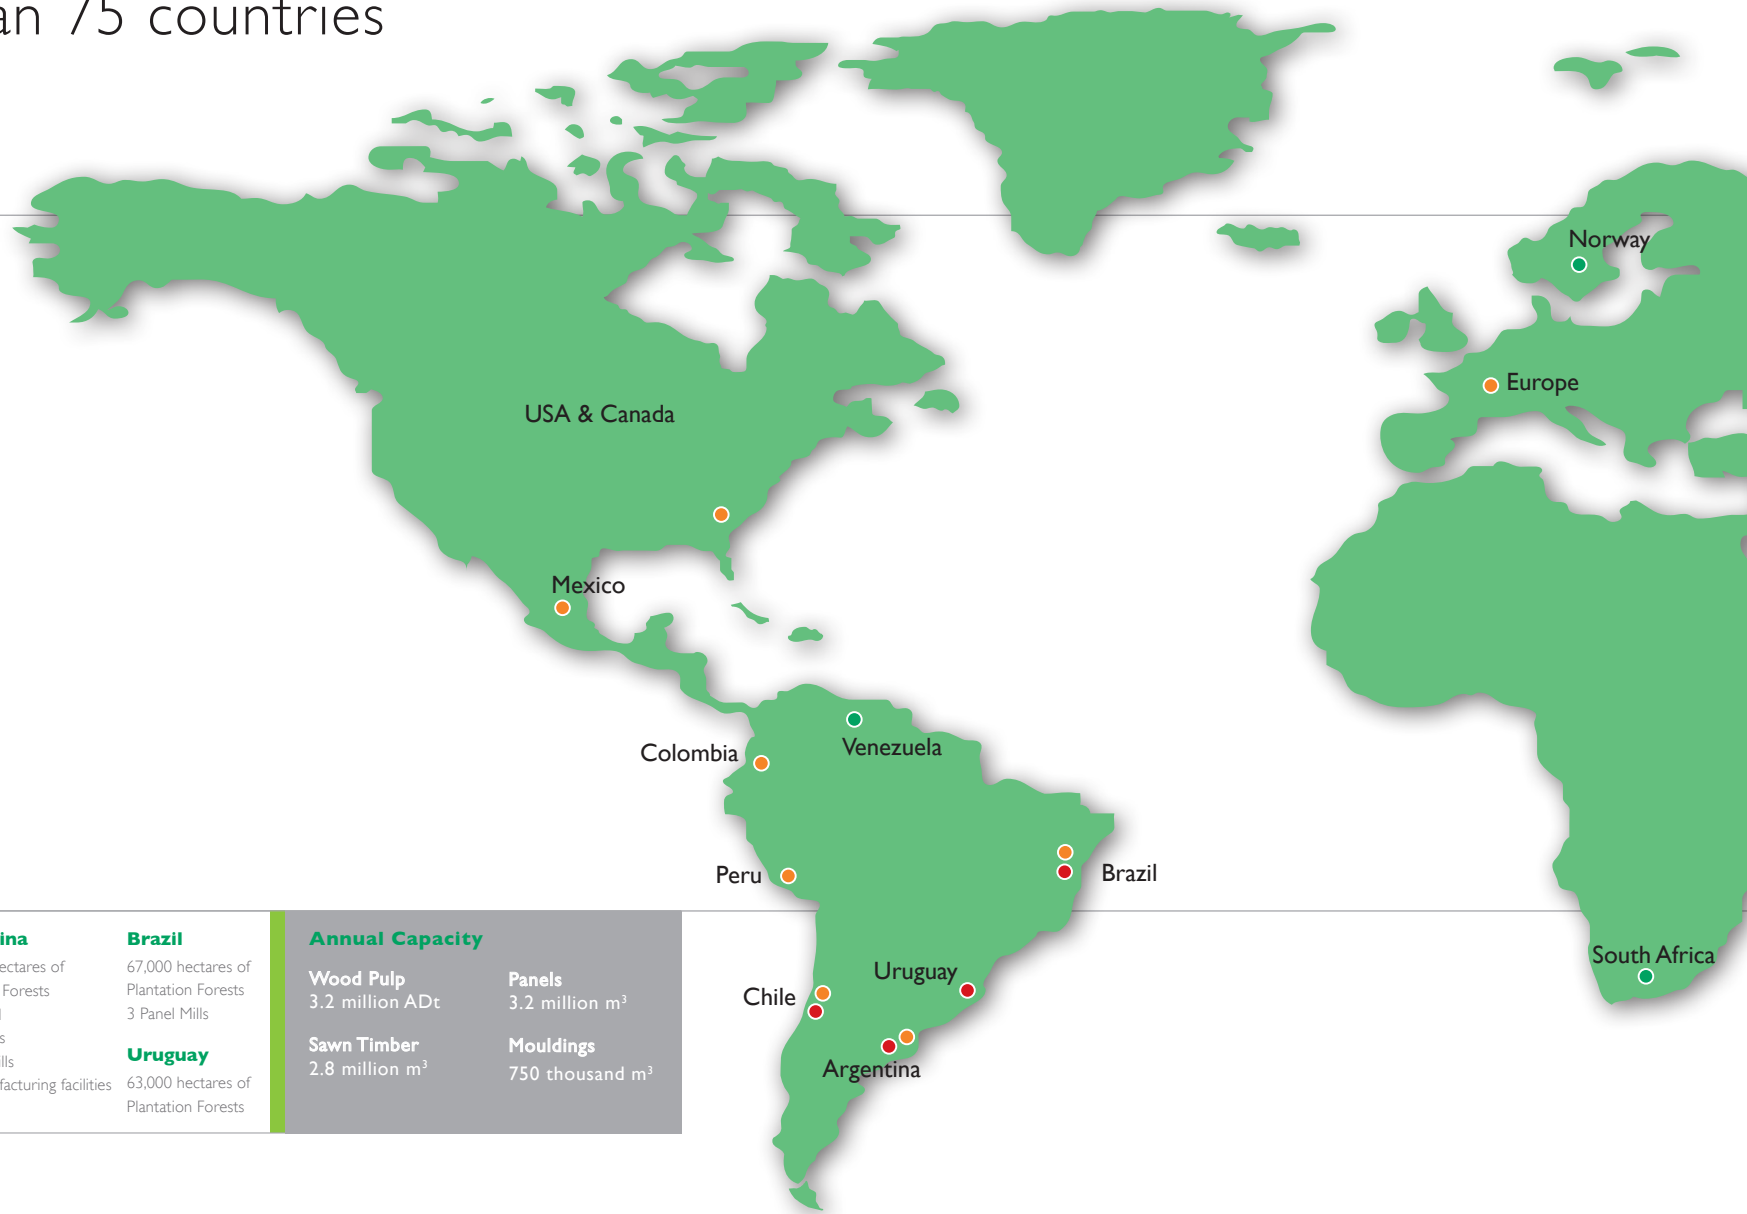 an 75 countries
Norway
Europe
USA & Canada
Mexico
Venezuela
Colombia
Peru
Brazil
South Africa
Uruguay
Chile
Argentina
ina
ectares of
Forests
s
ills
facturing facilities
Brazil
67,000 hectares of
Plantation Forests
3 Panel Mills
Uruguay
63,000 hectares of
Plantation Forests
Annual Capacity
Wood Pulp
3.2 million ADt
Panels
3.2 million m³
Sawn Timber
2.8 million m³
Mouldings
750 thousand m³